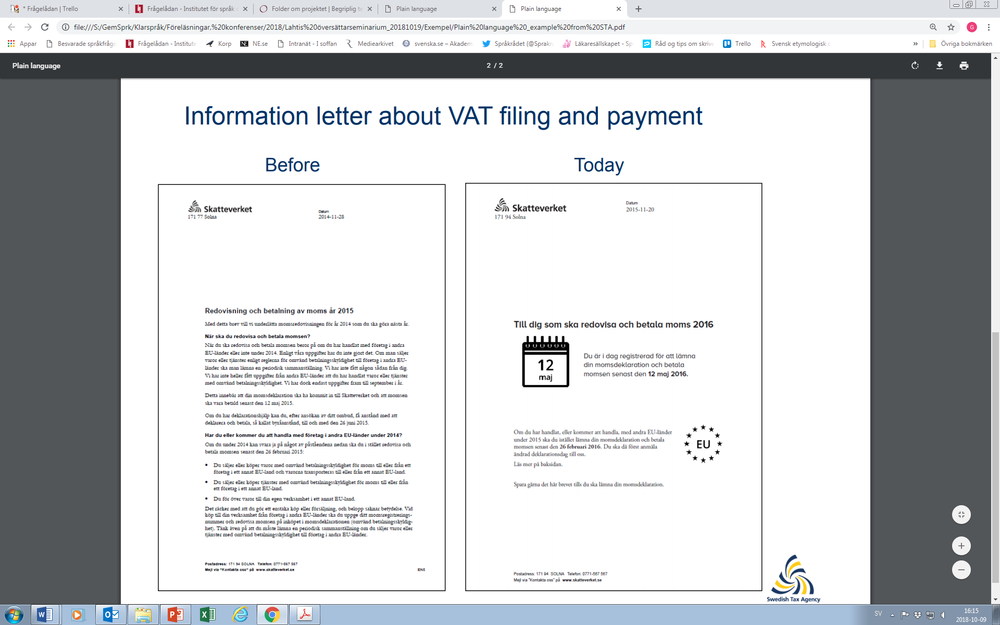 * Frågelådan | Trello
Frågelådan - Institutet för språk o
Folder om projektet | Begriplig te
Plain language
Plain language
file:///S:/GemSprk/Klarspråk/Föreläsningar,%20konferenser/2018/Lahtis%20översättarseminarium_20181019/Exempel/Plain%20language%20_example%20from%20STA.pdf
Appar
Besvarade språkfråg
Frågelådan - Institute
Korp
NE.se
Intranät - I soffan
Mediearkivet
svenska.se – Akadem
Språkrådet (@Sprakra
Läkaresällskapet - Sp
Råd og tips om skrive
Trello
Svensk etymologisk o
»
Övriga bokmärken
Plain language
2 / 2
Information letter about VAT filing and payment
Before
Today
Skatteverket
171 77 Solna
Datum
2014-11-28
Redovisning och betalning av moms år 2015
Med detta brev vill vi underlätta momsredovisningen för år 2014 som du ska göra nästa år.
När ska du redovisa och betala momsen?
När du ska redovisa och betala momsen beror på om du har handlat med företag i andra
EU-länder eller inte under 2014. Enligt våra uppgifter har du inte gjort det. Om man säljer
varor eller tjänster enligt reglerna för omvänd betalningsskyldighet till företag i andra EU-
länder ska man lämna en periodisk sammanställning. Vi har inte fått någon sådan från dig.
Vi har inte heller fått uppgifter från andra EU-länder att du har handlat varor eller tjänster
med omvänd betalningsskyldighet. Vi har dock endast uppgifter fram till september i år.
Detta innebär att din momsdeklaration ska ha kommit in till Skatteverket och att momsen
ska vara betald senast den 12 maj 2015.
Om du har deklarationshjälp kan du, efter ansökan av ditt ombud, få anstånd med att
deklarera och betala, så kallat byråanstånd, till och med den 26 juni 2015.
Har du eller kommer du att handla med företag i andra EU-länder under 2014?
Om du under 2014 kan svara ja på något av påståendena nedan ska du i stället redovisa och
betala momsen senast den 26 februari 2015:
• Du säljer eller köper varor med omvänd betalningsskyldighet för moms till eller från ett
företag i ett annat EU-land och varorna transporteras till eller från ett annat EU-land.
• Du säljer eller köper tjänster med omvänd betalningsskyldighet för moms till eller från
ett företag i ett annat EU-land.
• Du för över varor till din egen verksamhet i ett annat EU-land.
Det räcker med att du gör ett enstaka köp eller försäljning, och belopp saknar betydelse. Vid
köp till din verksamhet från företag i andra EU-länder ska du uppge ditt momsregistrerings-
nummer och redovisa momsen på inköpet i momsdeklarationen (omvänd betalningsskyldig-
het). Tänk även på att du måste lämna en periodisk sammanställning om du säljer varor eller
tjänster med omvänd betalningsskyldighet till företag i andra EU-länder.
Postadress: 171 94 SOLNA Telefon: 0771-567 567
Mejl via "Kontakta oss" på www.skatteverket.se
ENS
Skatteverket
171 94 Solna
Datum
2015-11-20
Till dig som ska redovisa och betala moms 2016
12
maj
Du är i dag registrerad för att lämna
din momsdeklaration och betala
momsen senast den 12 maj 2016.
Om du har handlat, eller kommer att handla, med andra EU-länder
under 2015 ska du istället lämna din momsdeklaration och betala
momsen senast den 26 februari 2016. Du ska då först anmäla
ändrad deklarationsdag till oss.
Läs mer på baksidan.
EU
Spara gärna det här brevet tills du ska lämna din momsdeklaration.
Postadress: 171 94 SOLNA Telefon: 0771-567 567
Mejl via "Kontakta oss" på www.skatteverket.se
Swedish Tax Agency
SV
16:15
2018-10-09